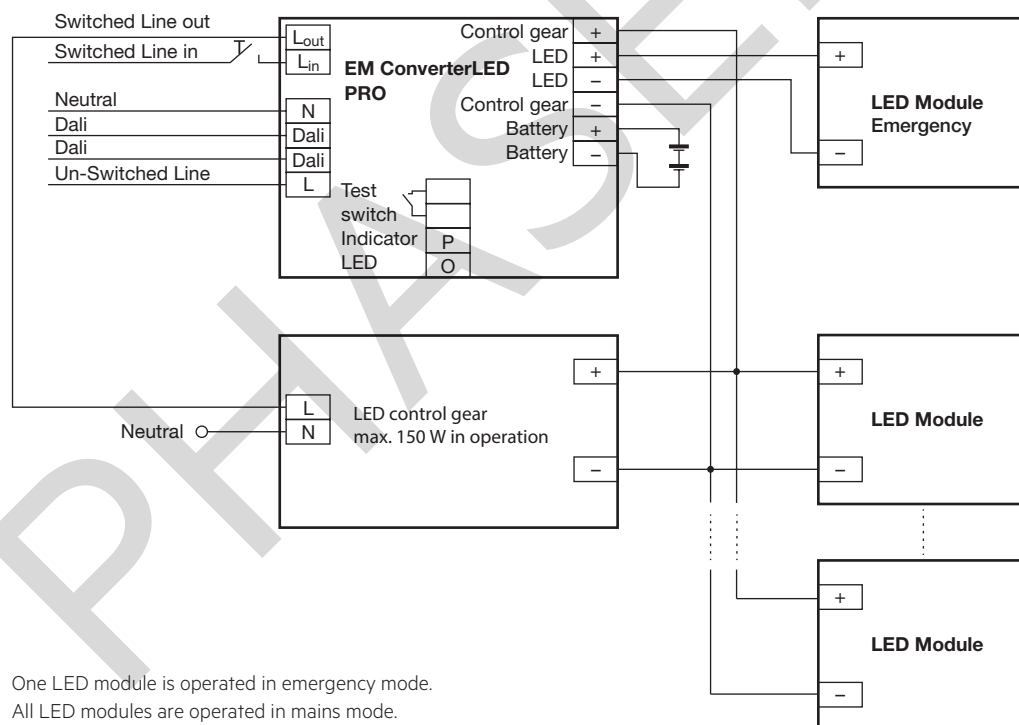 Switched Line out
Switched Line in
Neutral
Dali
Dali
Un-Switched Line
Lout
Lin
N
Dali
Dali
L
EM ConverterLED
PRO
Test
switch
Indicator
LED
P
O
Control gear +
LED +
LED −
Control gear −
Battery +
Battery −
+
LED Module
Emergency
−
L
N
Neutral
LED control gear
max. 150 W in operation
+
−
+
LED Module
−
+
LED Module
−
One LED module is operated in emergency mode.
All LED modules are operated in mains mode.